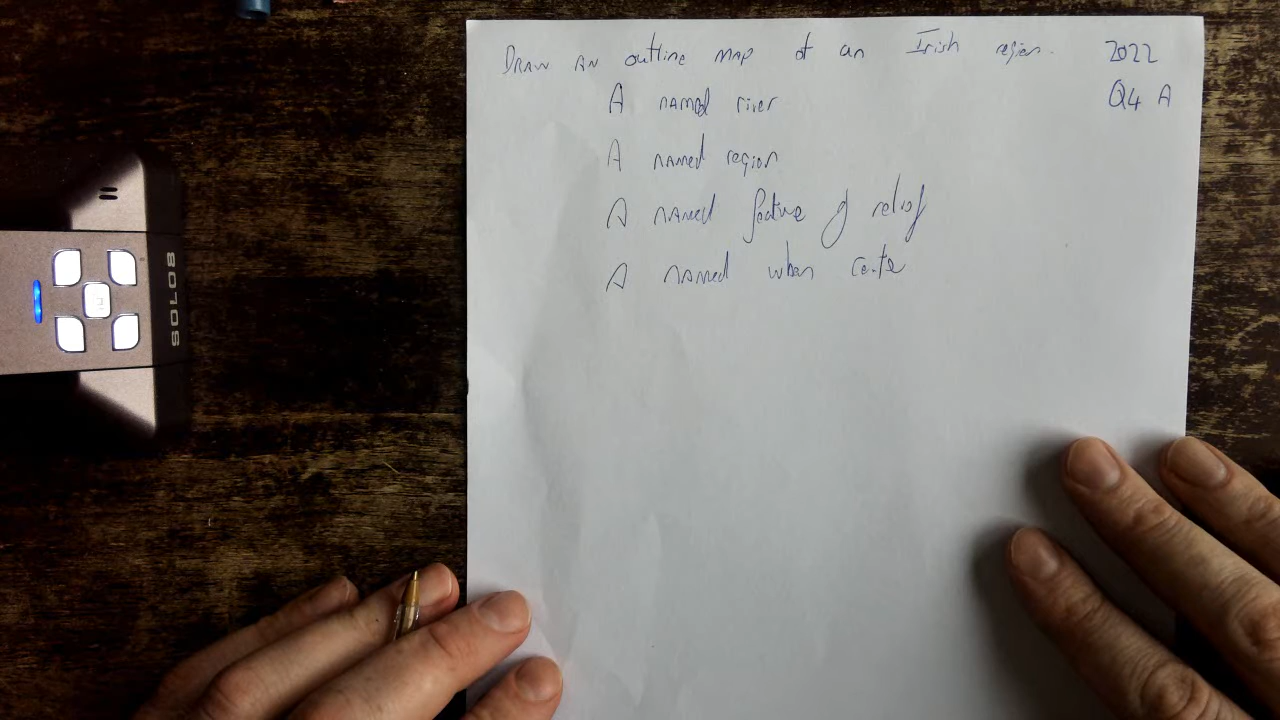 DRAW AN outline MAP of an Irish region. 2022
A named river Q4 A
A named region
A named feature of relief
A named urban centre
SOLO8